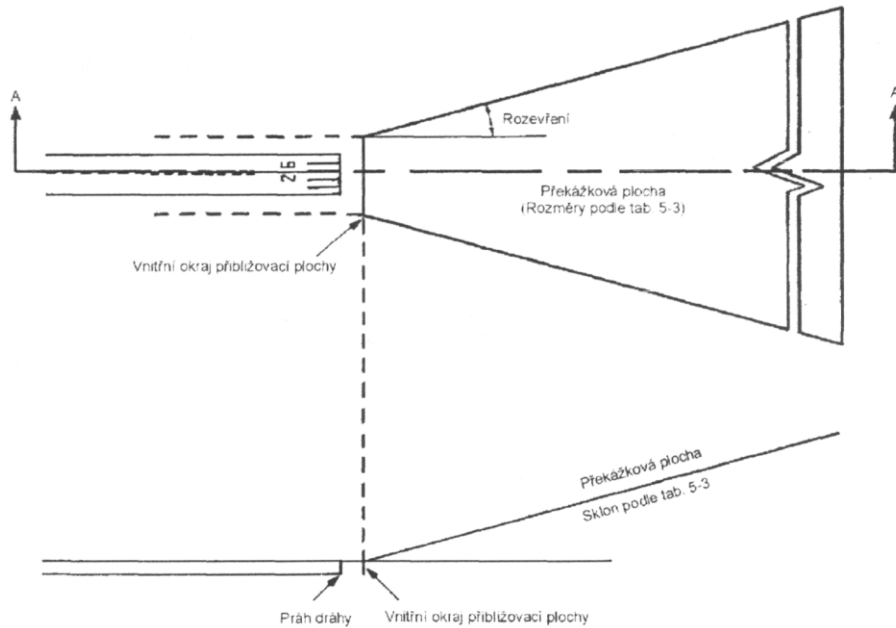 A
A
Rozevření
26
Překážková plocha
(Rozměry podle tab. 5-3)
Vnitřní okraj přibližovací plochy
Překážková plocha
Sklon podle tab. 5-3
Práh dráhy
Vnitřní okraj přibližovací plochy